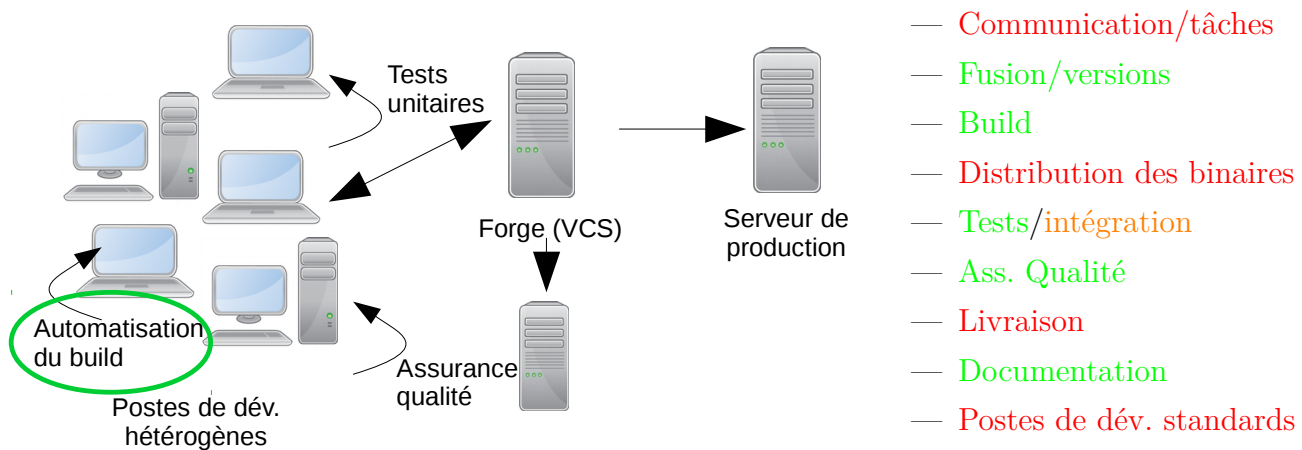 Tests
unitaires
Forge (VCS)
Serveur de
production
Automatisation
du build
Assurance
qualité
Postes de dév.
hétérogènes
— Communication/tâches
— Fusion/versions
— Build
— Distribution des binaires
— Tests/intégration
— Ass. Qualité
— Livraison
— Documentation
— Postes de dév. standards